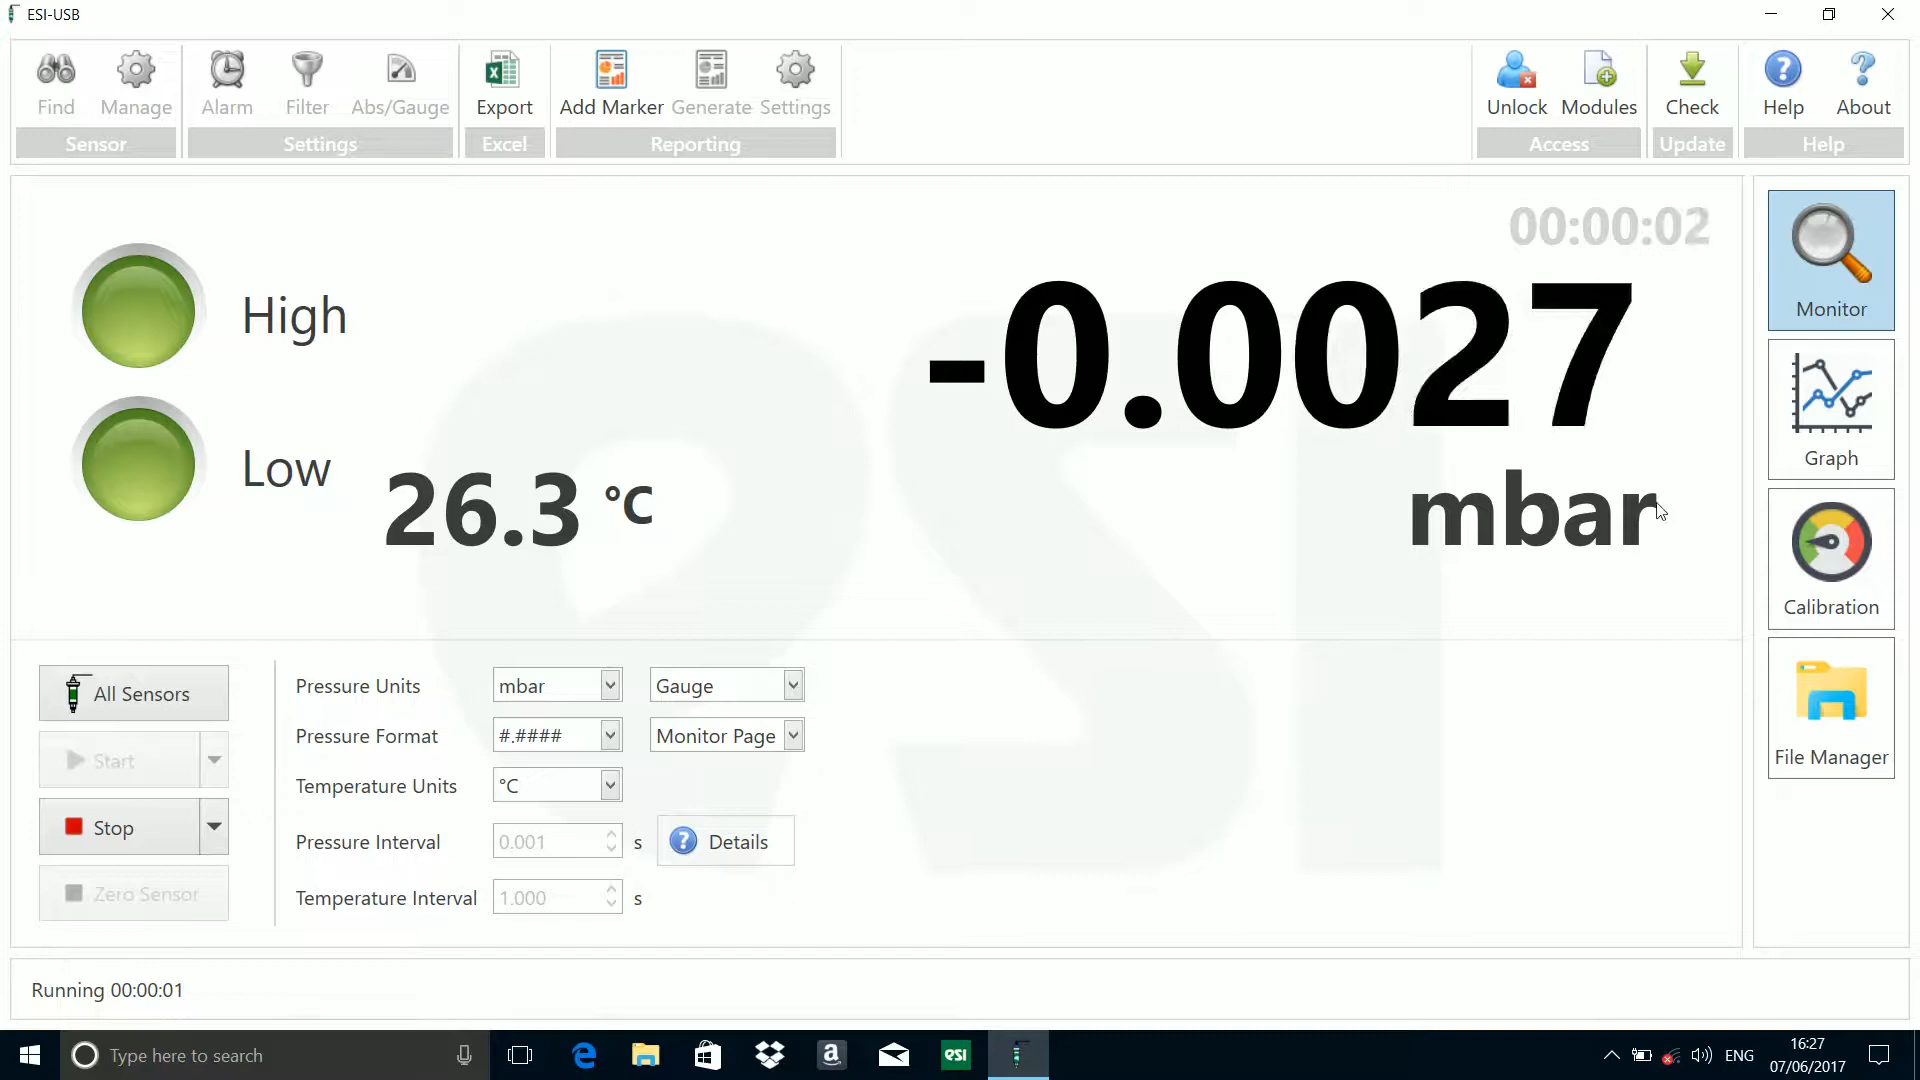 ESI-USB
Find Manage Alarm Filter Abs/Gauge Export Add Marker Generate Settings Unlock Modules Check Help About
Sensor Settings Excel Reporting Access Update Help
00:00:02
High
-0.0027
Low
26.3 °C
mbar
Monitor
Graph
Calibration
File Manager
All Sensors
Start
Stop
Zero Sensor
Pressure Units mbar Gauge
Pressure Format #.#### Monitor Page
Temperature Units °C
Pressure Interval 0.001 s Details
Temperature Interval 1.000 s
Running 00:00:01
Type here to search
esi
ENG
16:27
07/06/2017